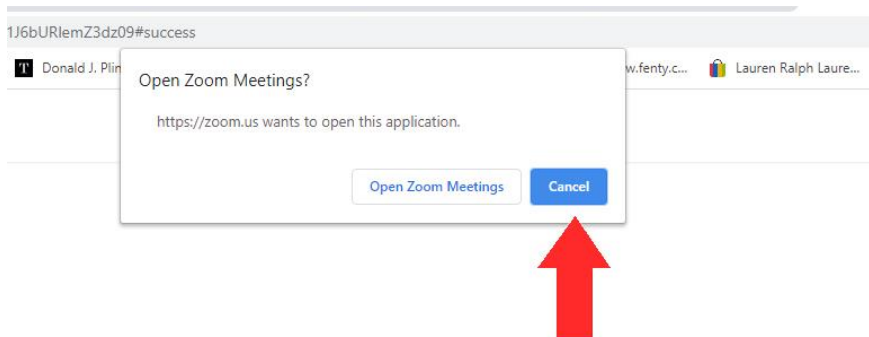 1J6bURlemZ3dz09#success
T Donald J. Plin
w.fenty.c... Lauren Ralph Laure...
Open Zoom Meetings?
https://zoom.us wants to open this application.
Open Zoom Meetings Cancel